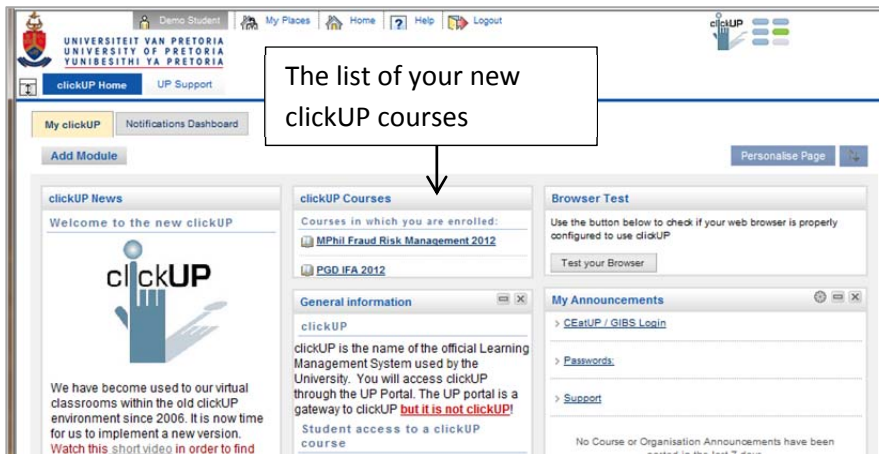 Demo Student
My Places
Home
? Help
Logout
clickUP
UNIVERSITEIT VAN PRETORIA
UNIVERSITY OF PRETORIA
YUNIBESITHI YA PRETORIA
clickUP Home
UP Support
The list of your new
clickUP courses
My clickUP
Notifications Dashboard
Add Module
Personalise Page
clickUP News
Welcome to the new clickUP
clickUP
We have become used to our virtual
classrooms within the old clickUP
environment since 2006. It is now time
for us to implement a new version.
Watch this short video in order to find
clickUP Courses
Courses in which you are enrolled:
MPhil Fraud Risk Management 2012
PGD IFA 2012
General information
clickUP
clickUP is the name of the official Learning
Management System used by the
University. You will access clickUP
through the UP Portal. The UP portal is a
gateway to clickUP but it is not clickUP!
Student access to a clickUP
course
Browser Test
Use the button below to check if your web browser is properly
configured to use clickUP
Test your Browser
My Announcements
> CEatUP / GIBS Login
> Passwords:
> Support
No Course or Organisation Announcements have been
posted in the last 7 days.